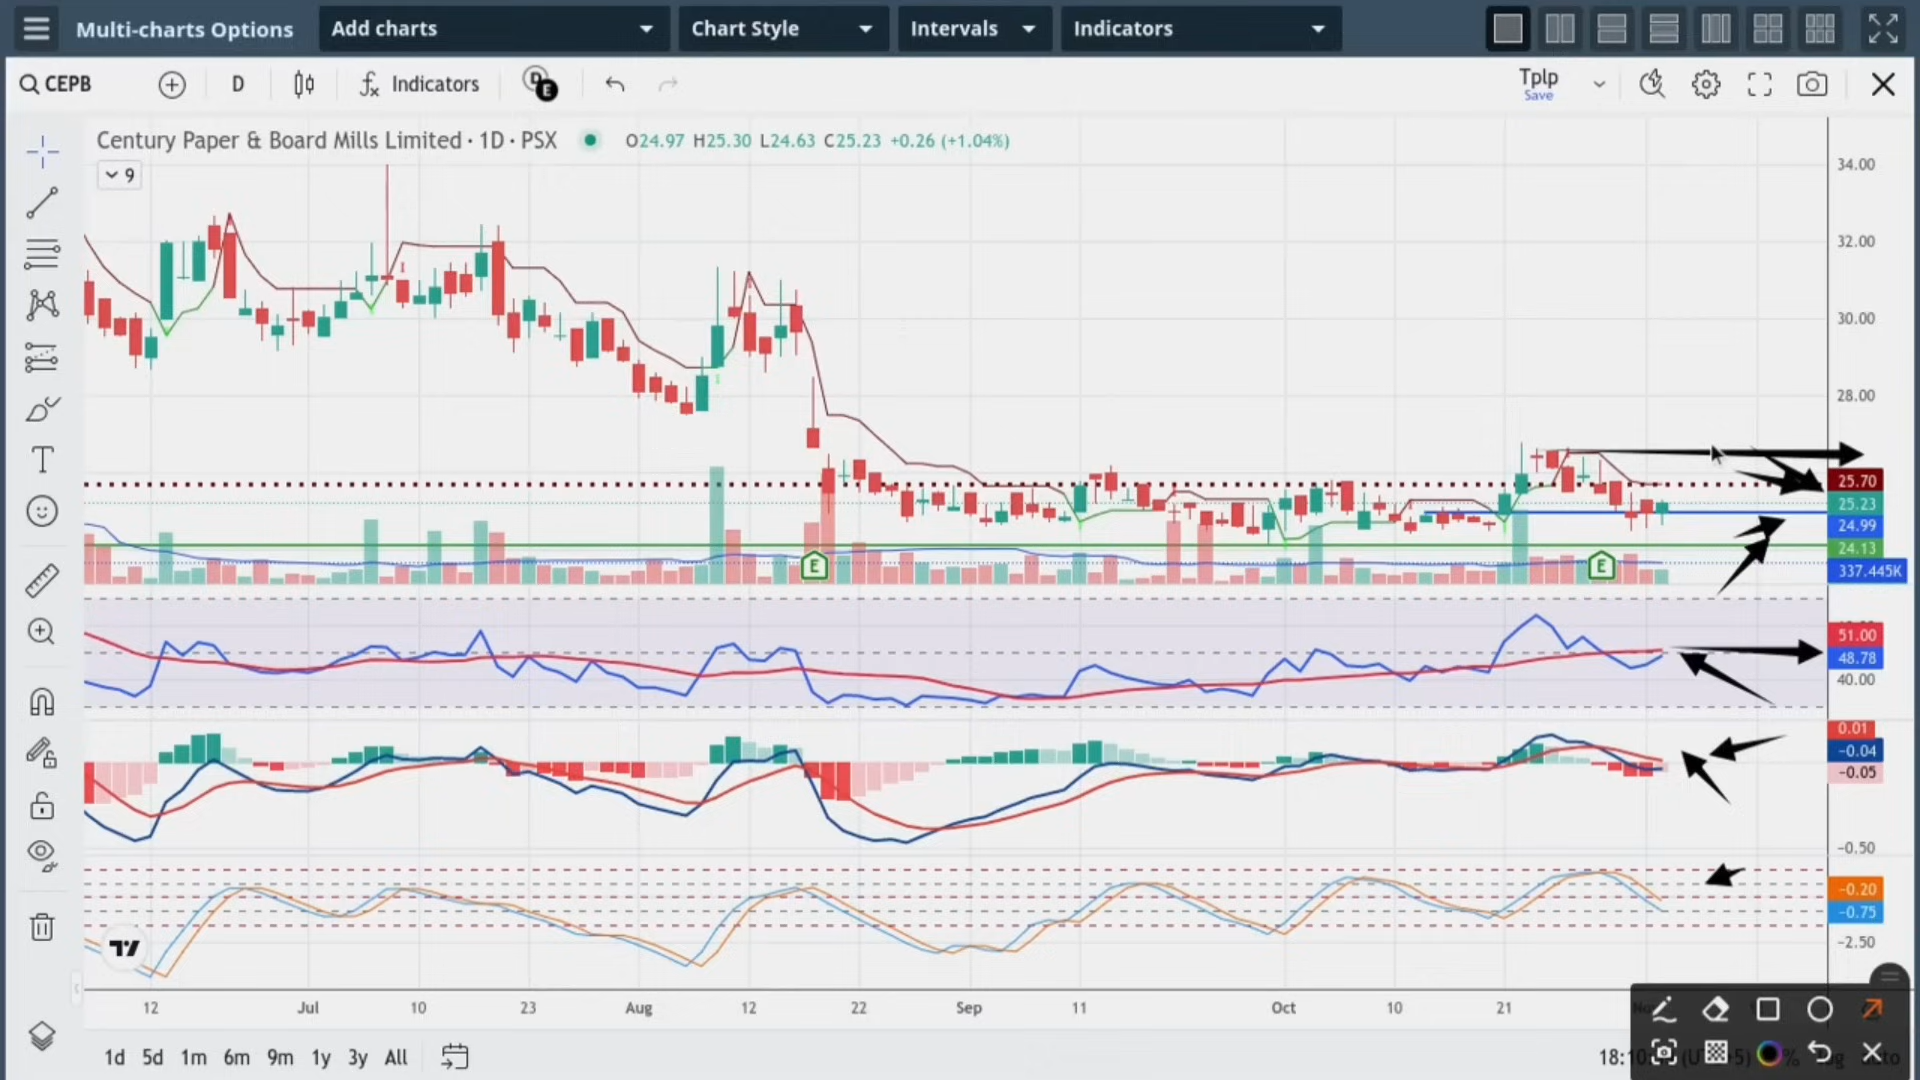 Multi-charts Options Add charts Chart Style Intervals Indicators
CEPB D Indicators D E Tplp
Save
Century Paper & Board Mills Limited · 1D · PSX O24.97 H25.30 L24.63 C25.23 +0.26 (+1.04%)
9
34.00
32.00
30.00
28.00
25.70
25.23
24.99
24.13
E E
337.445K
51.00
48.78
40.00
0.01
−0.04
−0.05
−0.50
−0.20
−0.75
−2.50
12 Jul 10 23 Aug 12 22 Sep 11 Oct 10 21
1d 5d 1m 6m 9m 1y 3y All